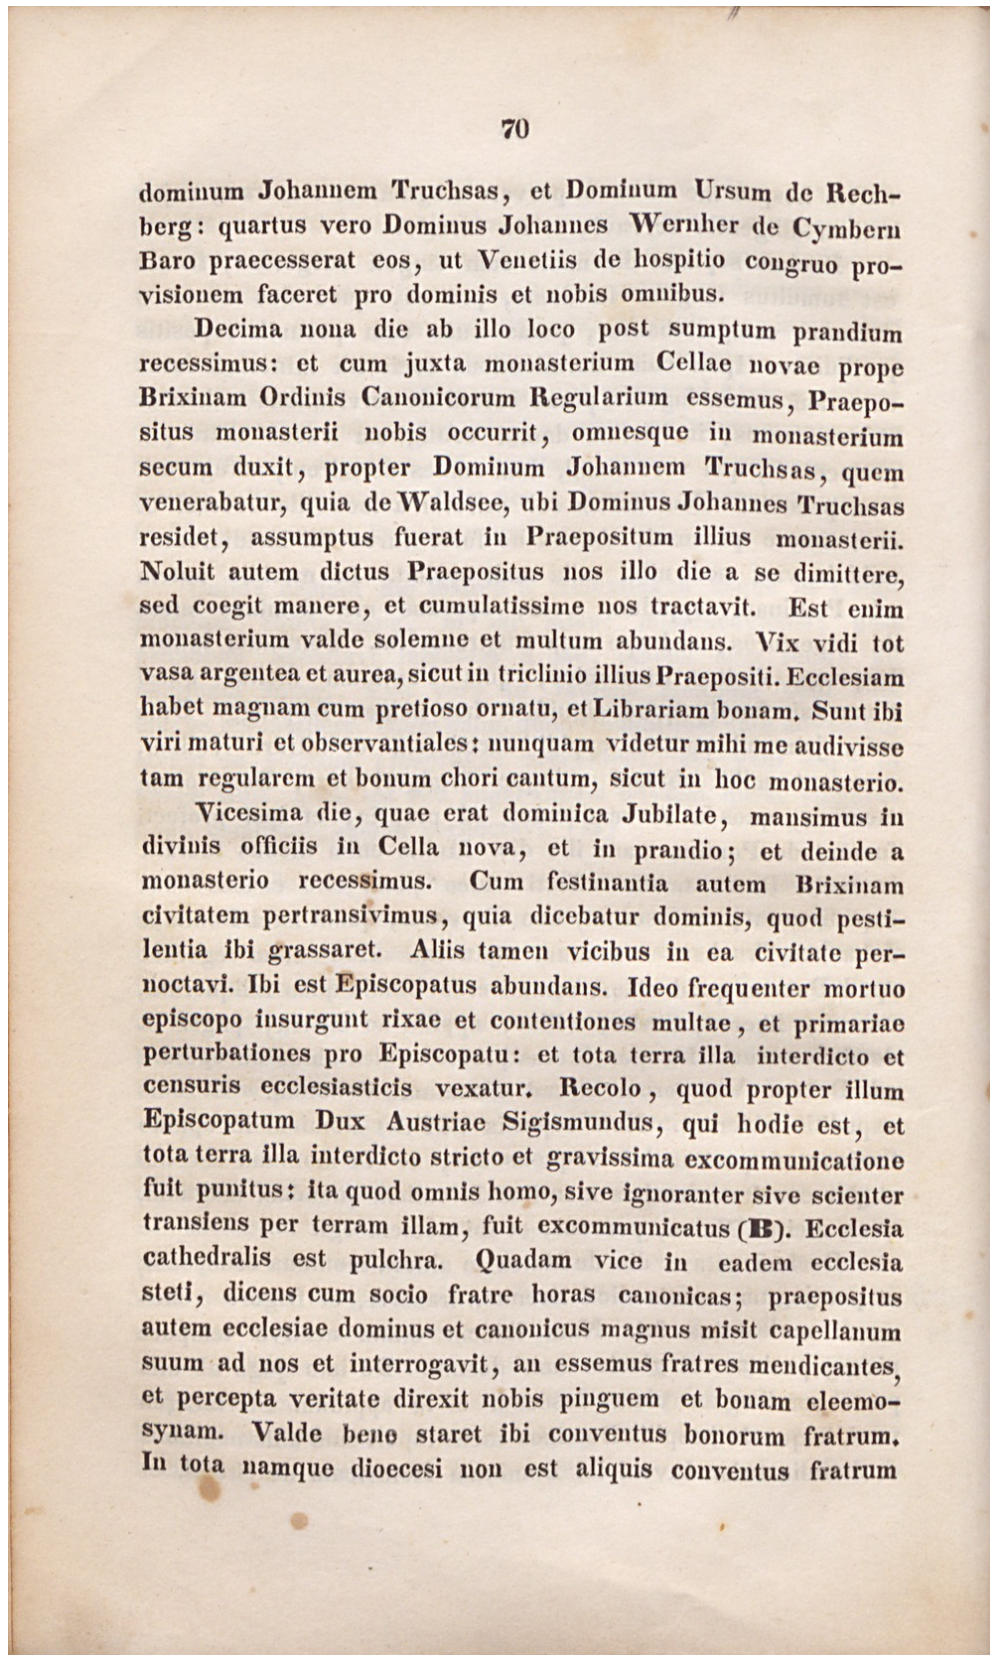 70
dominum Johannem Truchsas, et Dominum Ursum de Rech-
berg: quartus vero Dominus Johannes Wernher de Cymbern
Baro praecesserat eos, ut Venetiis de hospitio congruo pro-
visionem faceret pro dominis et nobis omnibus.
Decima nona die ab illo loco post sumptum prandium
recessimus: et cum juxta monasterium Cellae novae prope
Brixinam Ordinis Canonicorum Regularium essemus, Praepo-
situs monasterii nobis occurrit, omnesque in monasterium
secum duxit, propter Dominum Johannem Truchsas, quem
venerabatur, quia de Waldsee, ubi Dominus Johannes Truchsas
residet, assumptus fuerat in Praepositum illius monasterii.
Noluit autem dictus Praepositus nos illo die a se dimittere,
sed coegit manere, et cumulatissime nos tractavit. Est enim
monasterium valde solemne et multum abundans. Vix vidi tot
vasa argentea et aurea, sicut in triclinio illius Praepositi. Ecclesiam
habet magnam cum pretioso ornatu, et Librariam bonam. Sunt ibi
viri maturi et observantiales: nunquam videtur mihi me audivisse
tam regularem et bonum chori cantum, sicut in hoc monasterio.
Vicesima die, quae erat dominica Jubilate, mansimus in
divinis officiis in Cella nova, et in prandio; et deinde a
monasterio recessimus. Cum festinantia autem Brixinam
civitatem pertransivimus, quia dicebatur dominis, quod pesti-
lentia ibi grassaret. Aliis tamen vicibus in ea civitate per-
noctavi. Ibi est Episcopatus abundans. Ideo frequenter mortuo
episcopo insurgunt rixae et contentiones multae, et primariae
perturbationes pro Episcopatu: et tota terra illa interdicto et
censuris ecclesiasticis vexatur. Recolo, quod propter illum
Episcopatum Dux Austriae Sigismundus, qui hodie est, et
tota terra illa interdicto stricto et gravissima excommunicatione
fuit punitus: ita quod omnis homo, sive ignoranter sive scienter
transiens per terram illam, fuit excommunicatus (B). Ecclesia
cathedralis est pulchra. Quadam vice in eadem ecclesia
steti, dicens cum socio fratre horas canonicas; praepositus
autem ecclesiae dominus et canonicus magnus misit capellanum
suum ad nos et interrogavit, an essemus fratres mendicantes,
et percepta veritate direxit nobis pinguem et bonam eleemo-
synam. Valde bene staret ibi conventus bonorum fratrum.
In tota namque dioecesi non est aliquis conventus fratrum